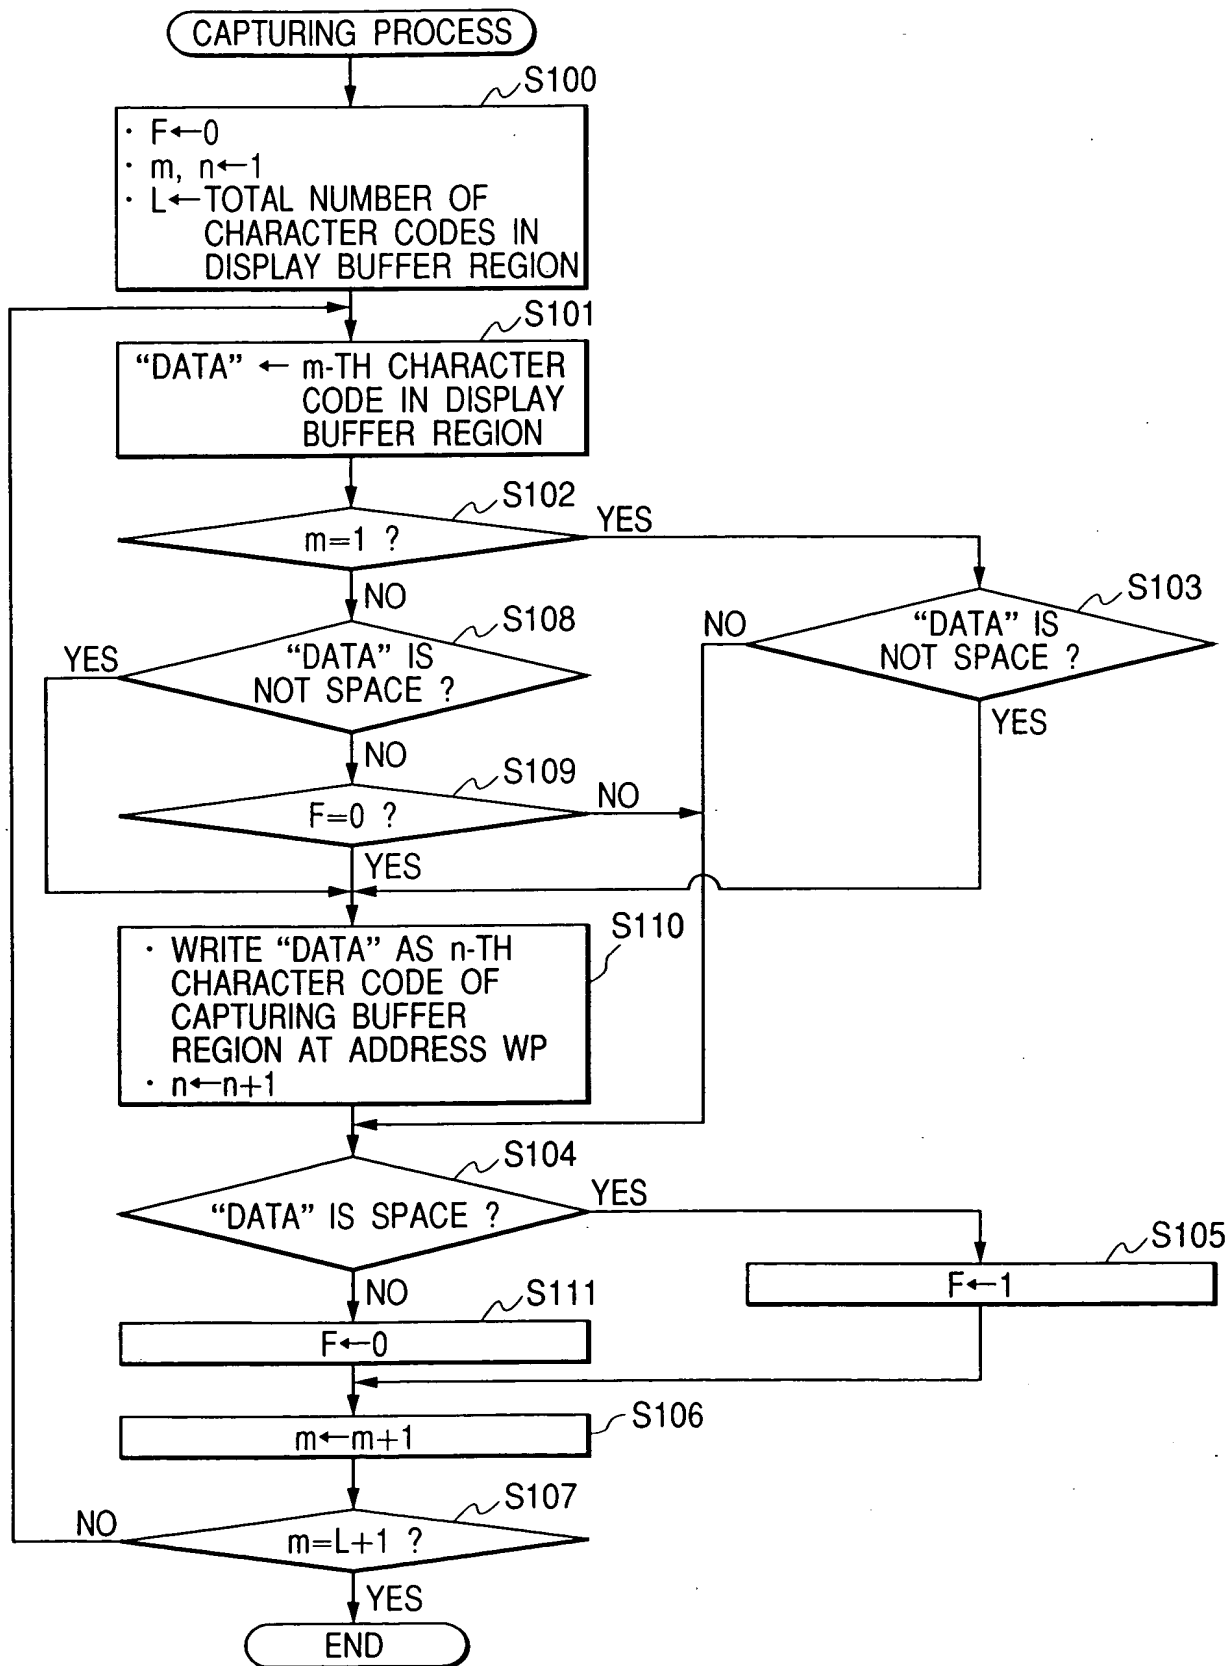 CAPTURING PROCESS
S100
· F←0
· m, n←1
· L←TOTAL NUMBER OF
CHARACTER CODES IN
DISPLAY BUFFER REGION
S101
“DATA” ← m-TH CHARACTER
CODE IN DISPLAY
BUFFER REGION
S102
m=1 ?
YES
NO
S103
“DATA” IS
NOT SPACE ?
NO
YES
S108
“DATA” IS
NOT SPACE ?
YES
NO
S109
F=0 ?
NO
YES
S110
· WRITE “DATA” AS n-TH
CHARACTER CODE OF
CAPTURING BUFFER
REGION AT ADDRESS WP
· n←n+1
S104
“DATA” IS SPACE ?
YES
NO
S105
F←1
S111
F←0
S106
m←m+1
S107
m=L+1 ?
NO
YES
END